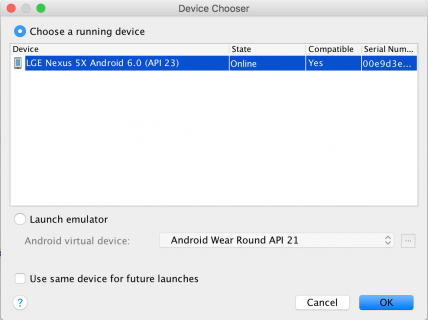 Device Chooser
Choose a running device
Device State Compatible Serial Num...
LGE Nexus 5X Android 6.0 (API 23) Online Yes 00e9d3e...
Launch emulator
Android virtual device: Android Wear Round API 21 ...
Use same device for future launches
? Cancel OK